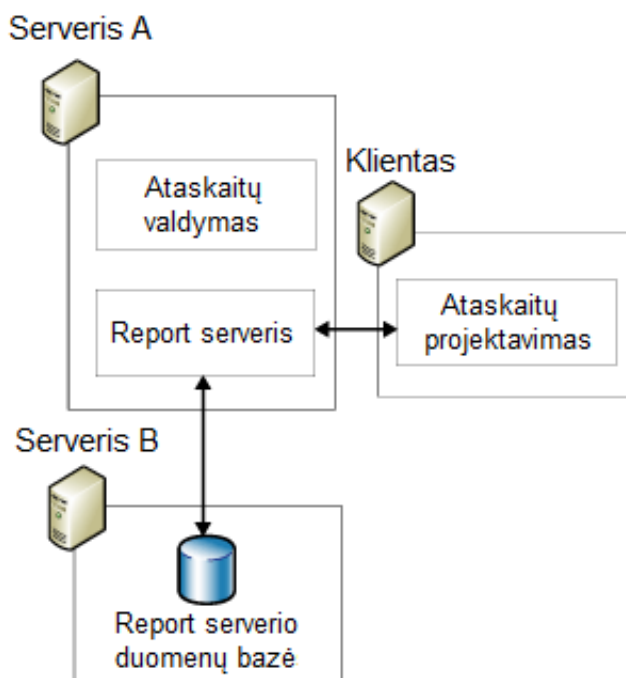 Serveris A
Ataskaitų
valdymas
Klientas
Report serveris
Ataskaitų
projektavimas
Serveris B
Report serverio
duomenų bazė